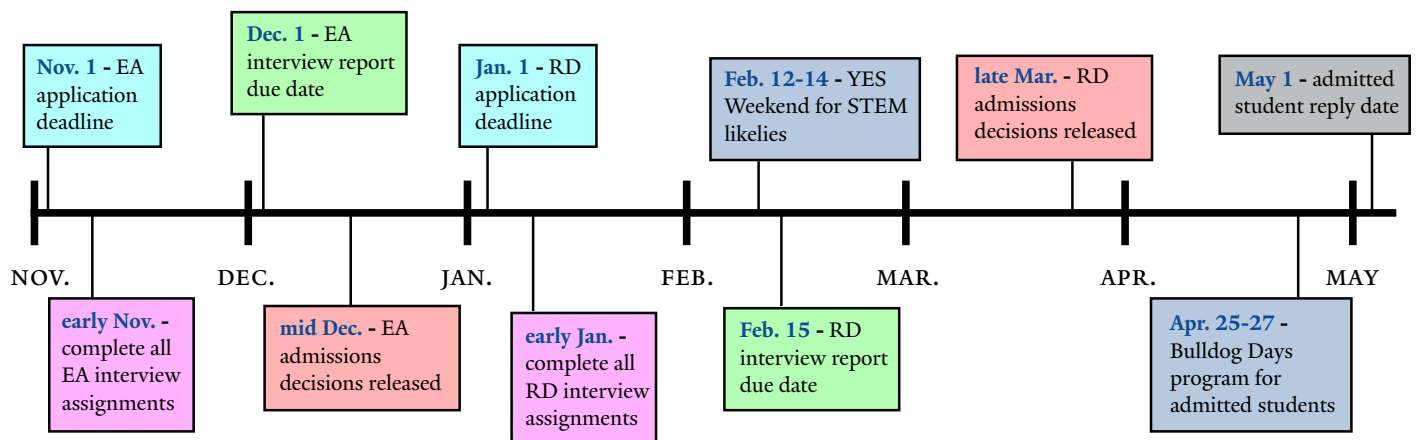 Nov. 1 - EA
application
deadline
Dec. 1 - EA
interview report
due date
Jan. 1 - RD
application
deadline
Feb. 12-14 - YES
Weekend for STEM
likelies
late Mar. - RD
admissions
decisions released
May 1 - admitted
student reply date
NOV.
DEC.
JAN.
FEB.
MAR.
APR.
MAY
early Nov. -
complete all
EA interview
assignments
mid Dec. - EA
admissions
decisions released
early Jan. -
complete all
RD interview
assignments
Feb. 15 - RD
interview report
due date
Apr. 25-27 -
Bulldog Days
program for
admitted students